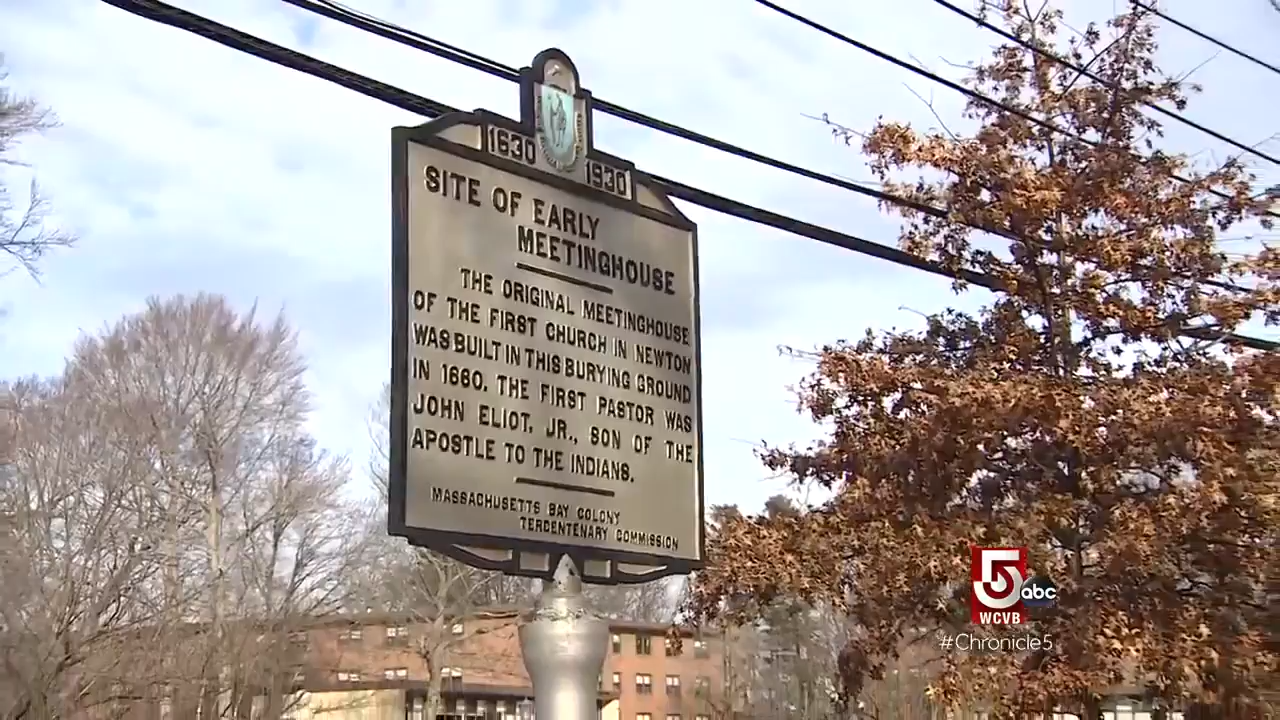 1630
1930
SITE OF EARLY
MEETINGHOUSE
THE ORIGINAL MEETINGHOUSE
OF THE FIRST CHURCH IN NEWTON
WAS BUILT IN THIS BURYING GROUND
IN 1660. THE FIRST PASTOR WAS
JOHN ELIOT, JR., SON OF THE
APOSTLE TO THE INDIANS.
MASSACHUSETTS BAY COLONY
TERCENTENARY COMMISSION
5
abc
WCVB
#Chronicle5